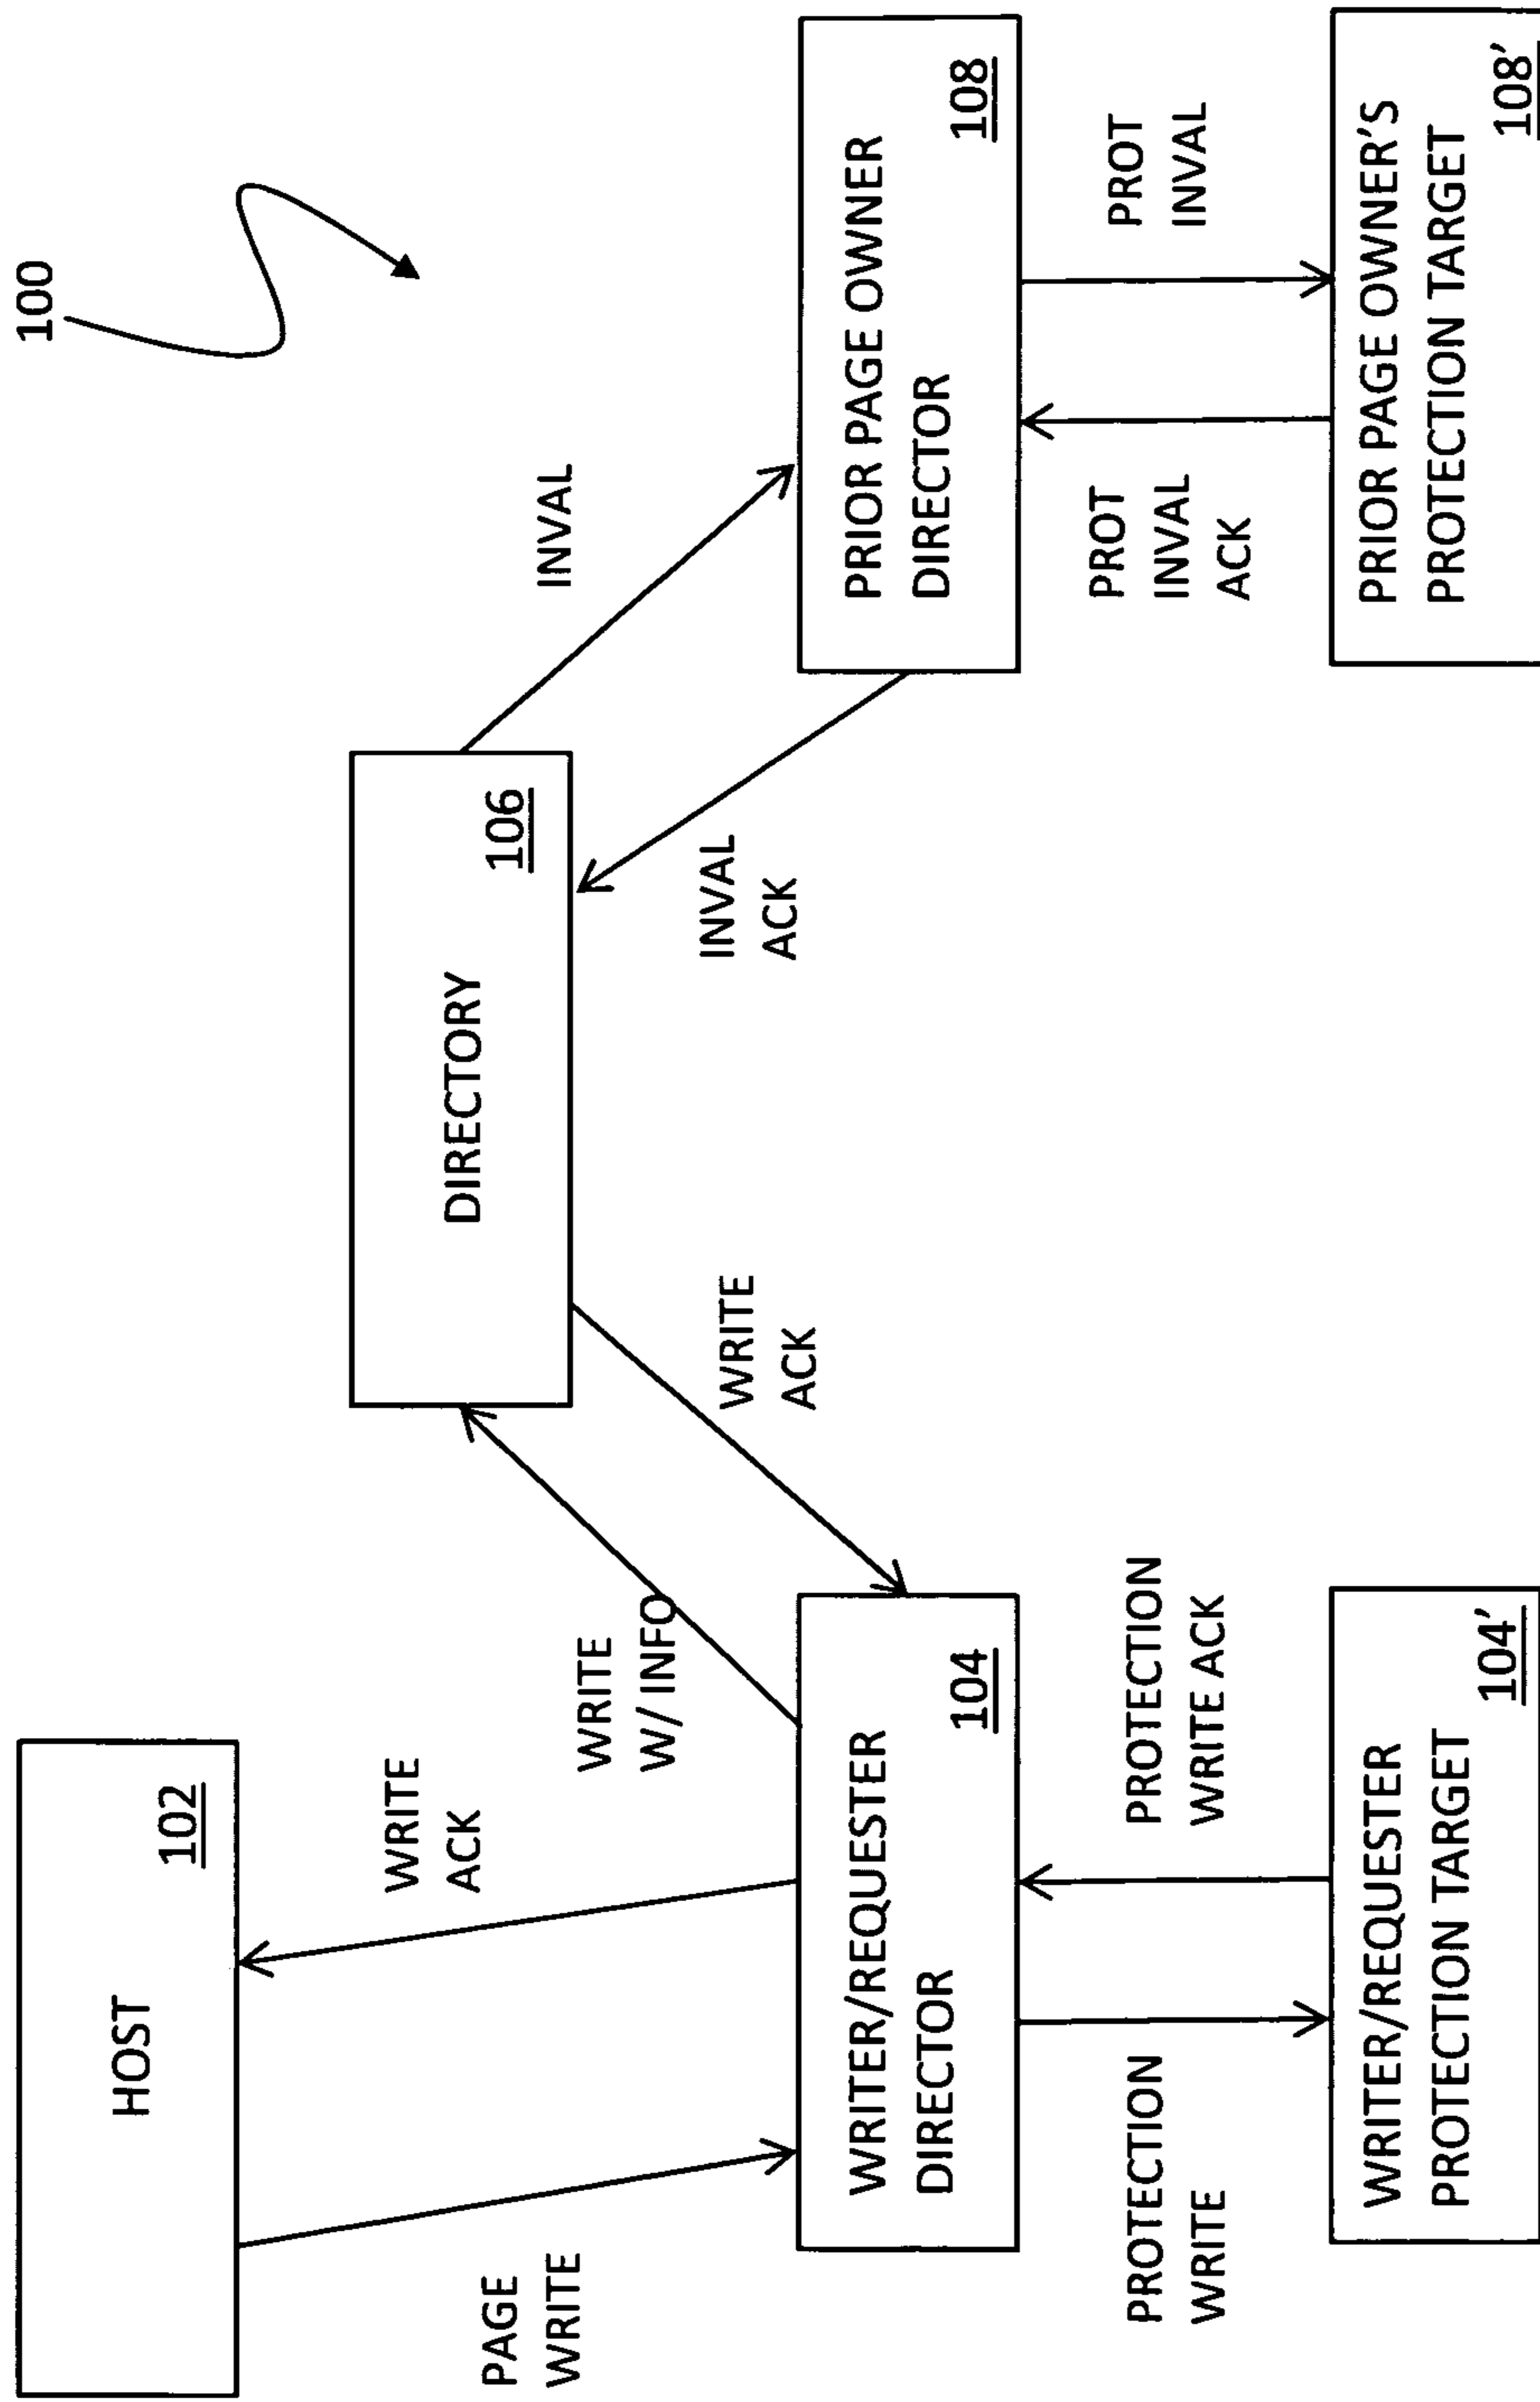 100
HOST
102
PAGE
WRITE
WRITE
ACK
DIRECTORY
106
WRITE
W/ INFO
WRITE
ACK
INVAL
INVAL
ACK
WRITER/REQUESTER
DIRECTOR
104
PRIOR PAGE OWNER
DIRECTOR
108
PROTECTION
WRITE
PROTECTION
WRITE ACK
PROT
INVAL
ACK
PROT
INVAL
WRITER/REQUESTER
PROTECTION TARGET
104'
PRIOR PAGE OWNER'S
PROTECTION TARGET
108'